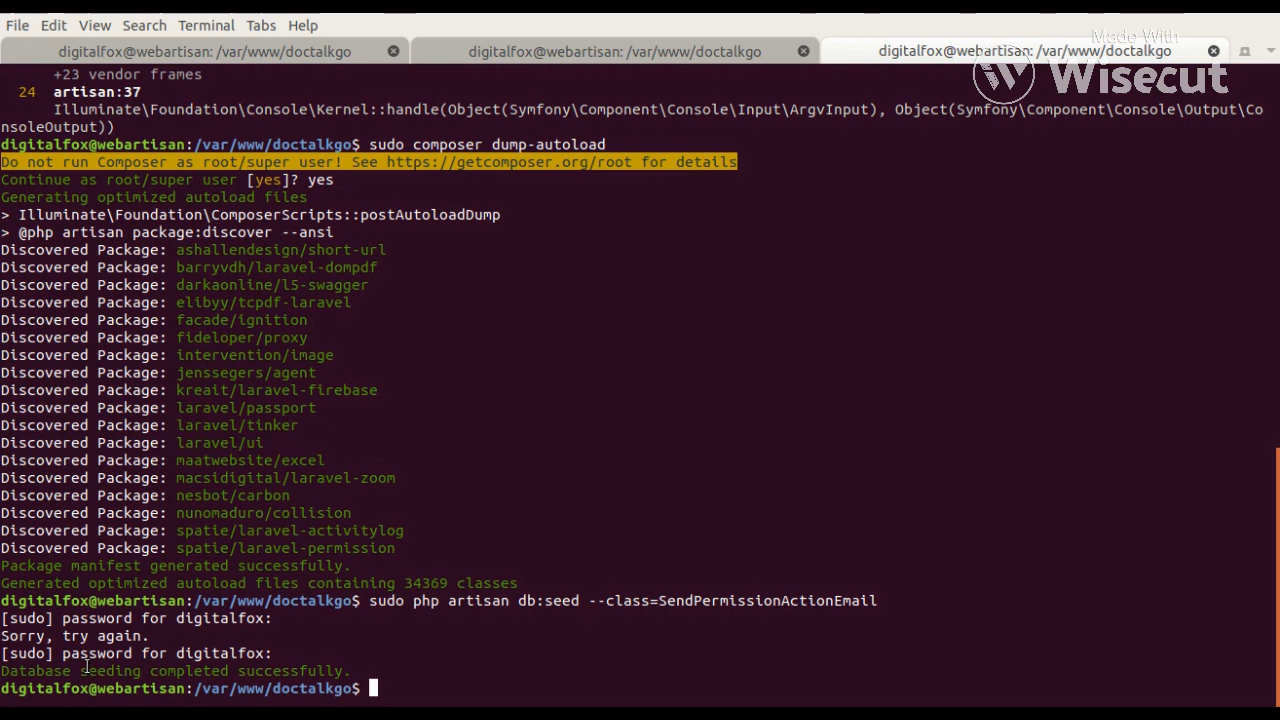 File Edit View Search Terminal Tabs Help
Made With
Wisecut
digitalfox@webartisan: /var/www/doctalkgo digitalfox@webartisan: /var/www/doctalkgo digitalfox@webartisan: /var/www/doctalkgo
+23 vendor frames
24 artisan:37
Illuminate\Foundation\Console\Kernel::handle(Object(Symfony\Component\Console\Input\ArgvInput), Object(Symfony\Component\Console\Output\Co
nsoleOutput))
digitalfox@webartisan:/var/www/doctalkgo$ sudo composer dump-autoload
Do not run Composer as root/super user! See https://getcomposer.org/root for details
Continue as root/super user [yes]? yes
Generating optimized autoload files
> Illuminate\Foundation\ComposerScripts::postAutoloadDump
> @php artisan package:discover --ansi
Discovered Package: ashallendesign/short-url
Discovered Package: barryvdh/laravel-dompdf
Discovered Package: darkaonline/l5-swagger
Discovered Package: elibyy/tcpdf-laravel
Discovered Package: facade/ignition
Discovered Package: fideloper/proxy
Discovered Package: intervention/image
Discovered Package: jenssegers/agent
Discovered Package: kreait/laravel-firebase
Discovered Package: laravel/passport
Discovered Package: laravel/tinker
Discovered Package: laravel/ui
Discovered Package: maatwebsite/excel
Discovered Package: macsidigital/laravel-zoom
Discovered Package: nesbot/carbon
Discovered Package: nunomaduro/collision
Discovered Package: spatie/laravel-activitylog
Discovered Package: spatie/laravel-permission
Package manifest generated successfully.
Generated optimized autoload files containing 34369 classes
digitalfox@webartisan:/var/www/doctalkgo$ sudo php artisan db:seed --class=SendPermissionActionEmail
[sudo] password for digitalfox:
Sorry, try again.
[sudo] password for digitalfox:
Database seeding completed successfully.
digitalfox@webartisan:/var/www/doctalkgo$